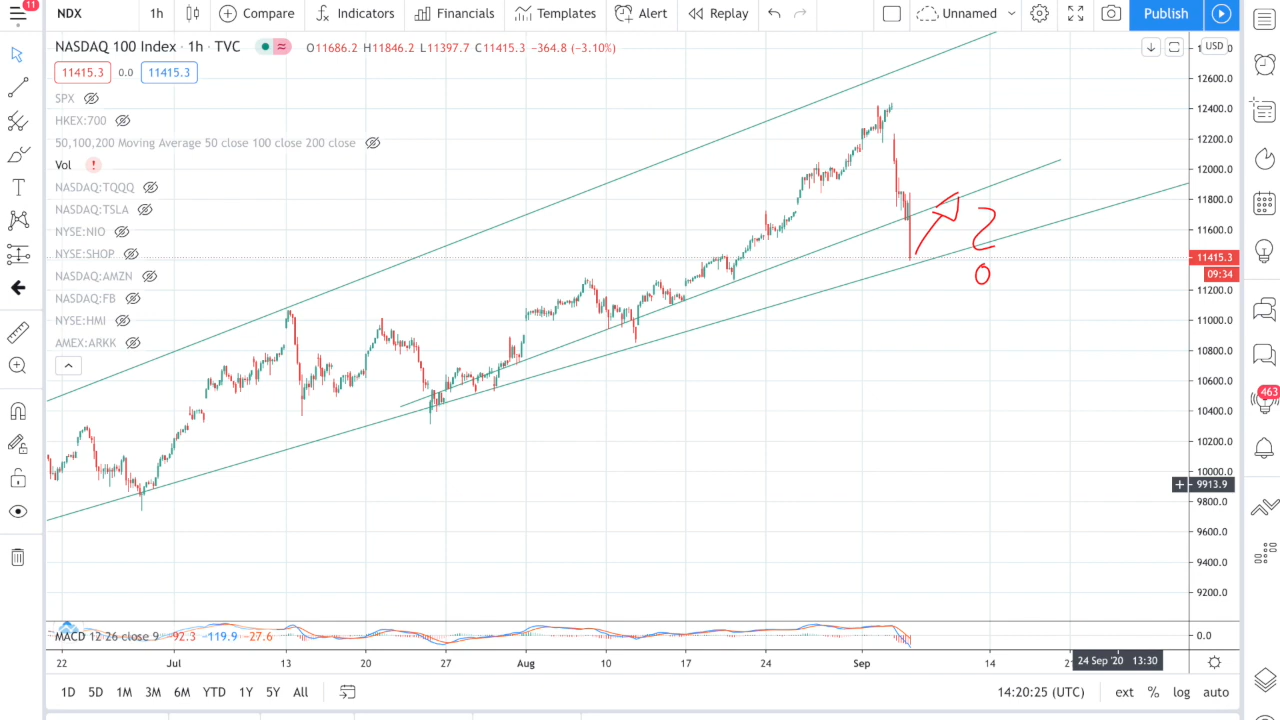 11
NDX 1h Compare Indicators Financials Templates Alert Replay Unnamed Publish
NASDAQ 100 Index · 1h · TVC ≈ O11686.2 H11846.2 L11397.7 C11415.3 −364.8 (−3.10%)
11415.3 0.0 11415.3
SPX
HKEX:700
50,100,200 Moving Average 50 close 100 close 200 close
Vol !
NASDAQ:TQQQ
NASDAQ:TSLA
NYSE:NIO
NYSE:SHOP
NASDAQ:AMZN
NASDAQ:FB
NYSE:HMI
AMEX:ARKK
USD
12600.0
12400.0
12200.0
12000.0
11800.0
11600.0
11415.3
09:34
11200.0
11000.0
10800.0
10600.0
10400.0
10200.0
10000.0
9913.9
9800.0
9600.0
9400.0
9200.0
0.0
463
2
0
MACD 12 26 close 9 −92.3 −119.9 −27.6
22 Jul 13 20 27 Aug 10 17 24 Sep 14
24 Sep '20 13:30
1D 5D 1M 3M 6M YTD 1Y 5Y All 14:20:25 (UTC) ext % log auto